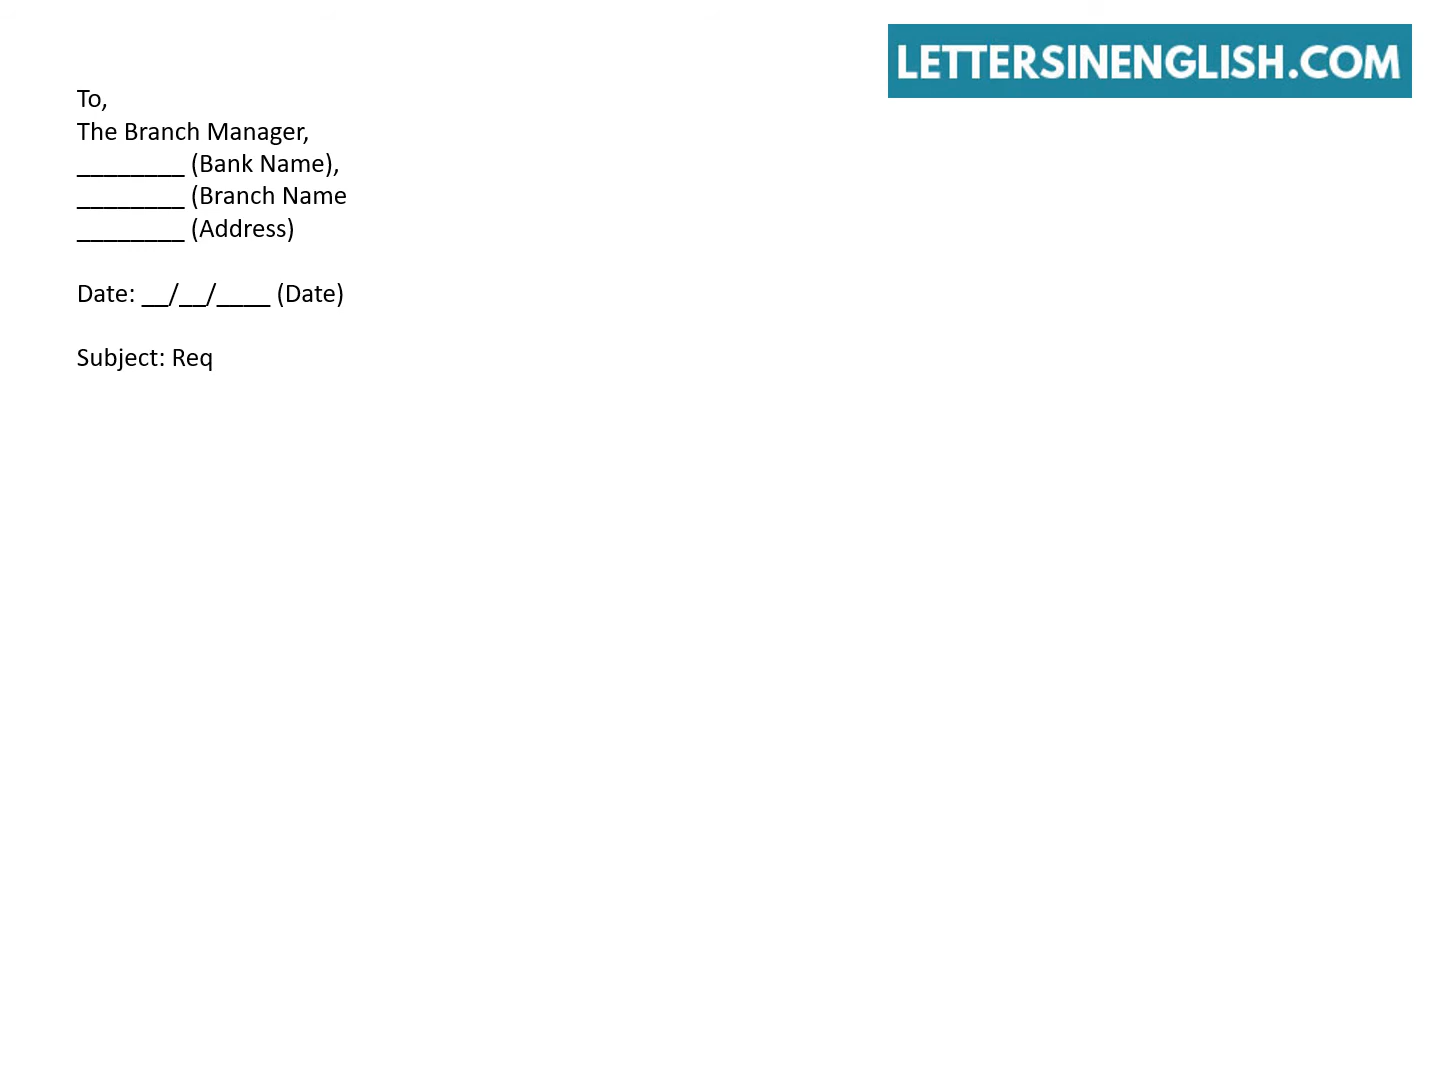 LETTERSINENGLISH.COM
To,
The Branch Manager,
________ (Bank Name),
________ (Branch Name
________ (Address)
Date: __/__/____ (Date)
Subject: Req